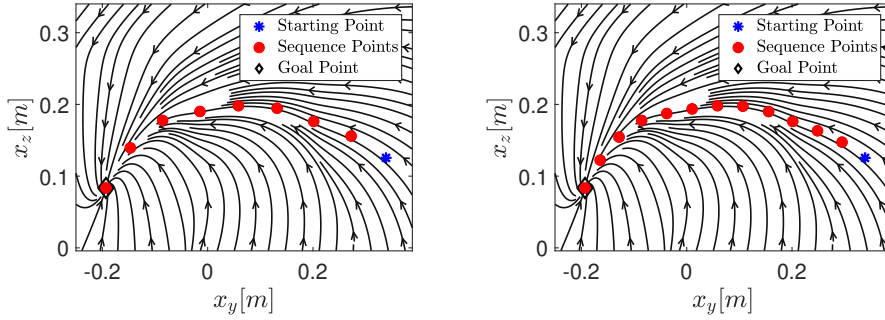 Starting Point
Sequence Points
Goal Point
0.3
0.2
0.1
0
x_z[m]
-0.2
0
0.2
x_y[m]
Starting Point
Sequence Points
Goal Point
0.3
0.2
0.1
0
x_z[m]
-0.2
0
0.2
x_y[m]